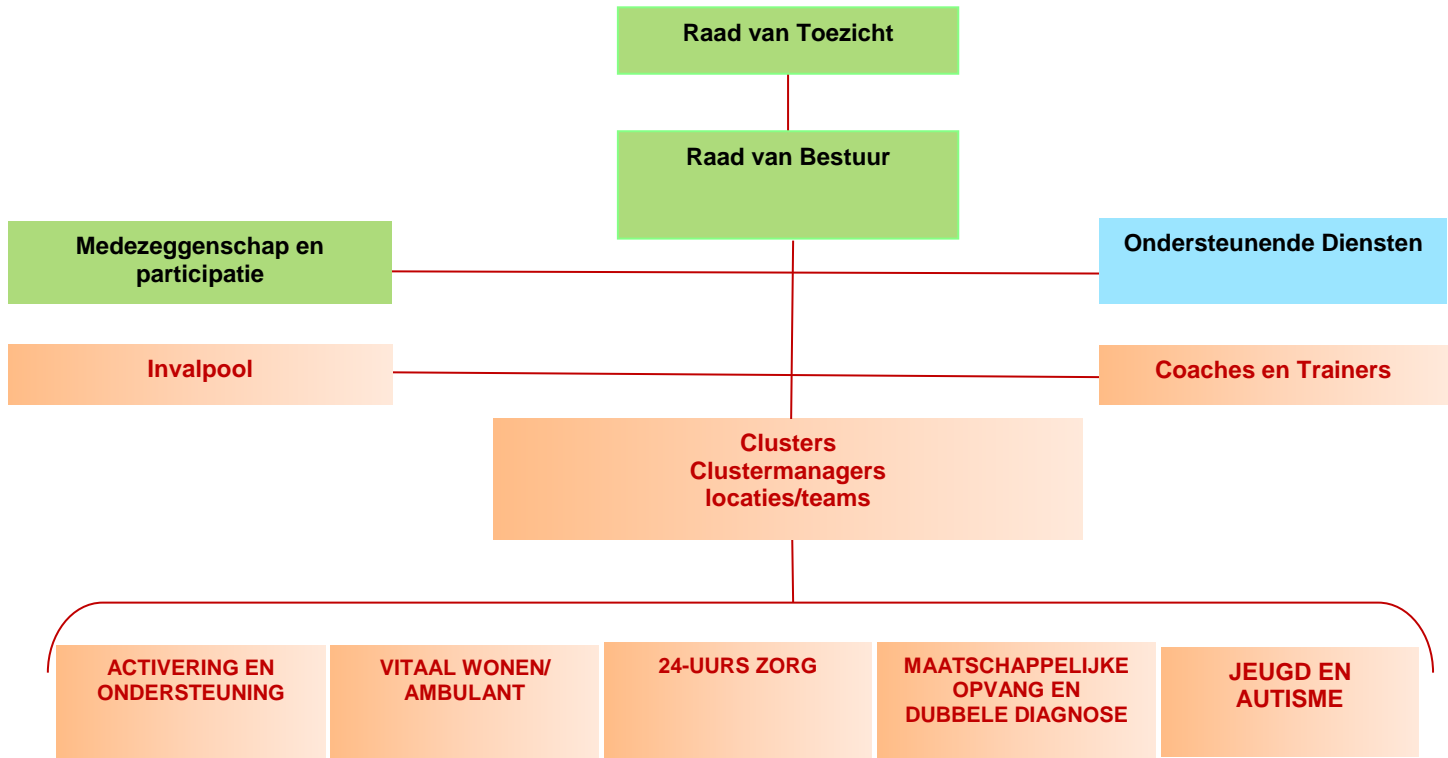 Raad van Toezicht
Raad van Bestuur
Medezeggenschap en
participatie
Ondersteunende Diensten
Invalpool
Coaches en Trainers
Clusters
Clustermanagers
locaties/teams
ACTIVERING EN
ONDERSTEUNING
VITAAL WONEN/
AMBULANT
24-UURS ZORG
MAATSCHAPPELIJKE
OPVANG EN
DUBBELE DIAGNOSE
JEUGD EN
AUTISME